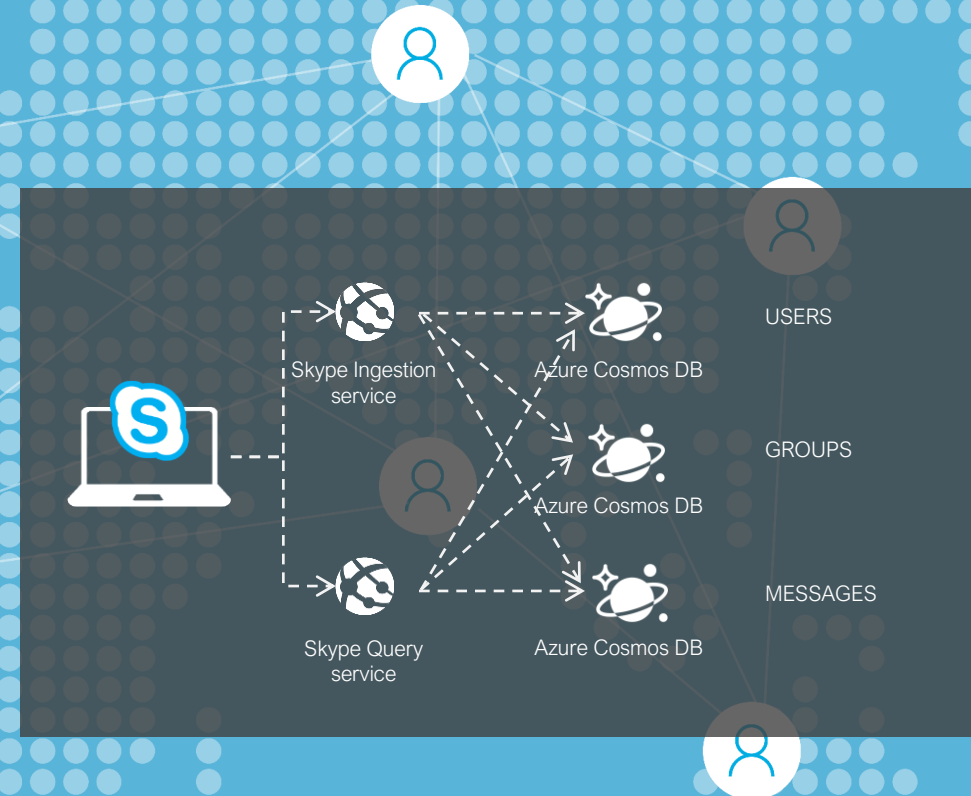 USERS
Skype Ingestion
service
Azure Cosmos DB
S
GROUPS
Azure Cosmos DB
MESSAGES
Skype Query
service
Azure Cosmos DB